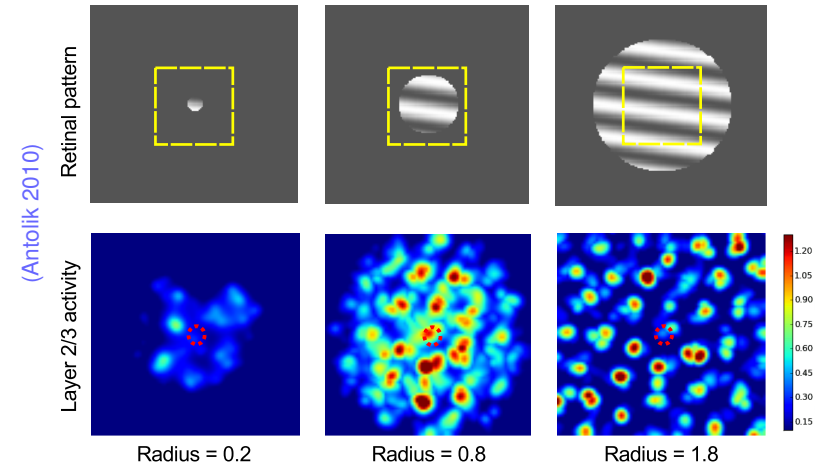 (Antolik 2010)
Retinal pattern
Layer 2/3 activity
1.20
1.05
0.90
0.75
0.60
0.45
0.30
0.15
Radius = 0.2
Radius = 0.8
Radius = 1.8